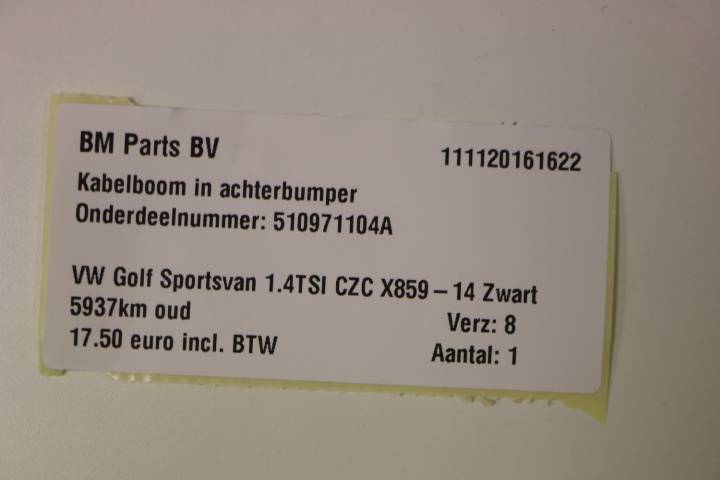 BM Parts BV
111120161622
Kabelboom in achterbumper
Onderdeelnummer: 510971104A
VW Golf Sportsvan 1.4TSI CZC X859 – 14 Zwart
5937km oud
Verz: 8
17.50 euro incl. BTW
Aantal: 1